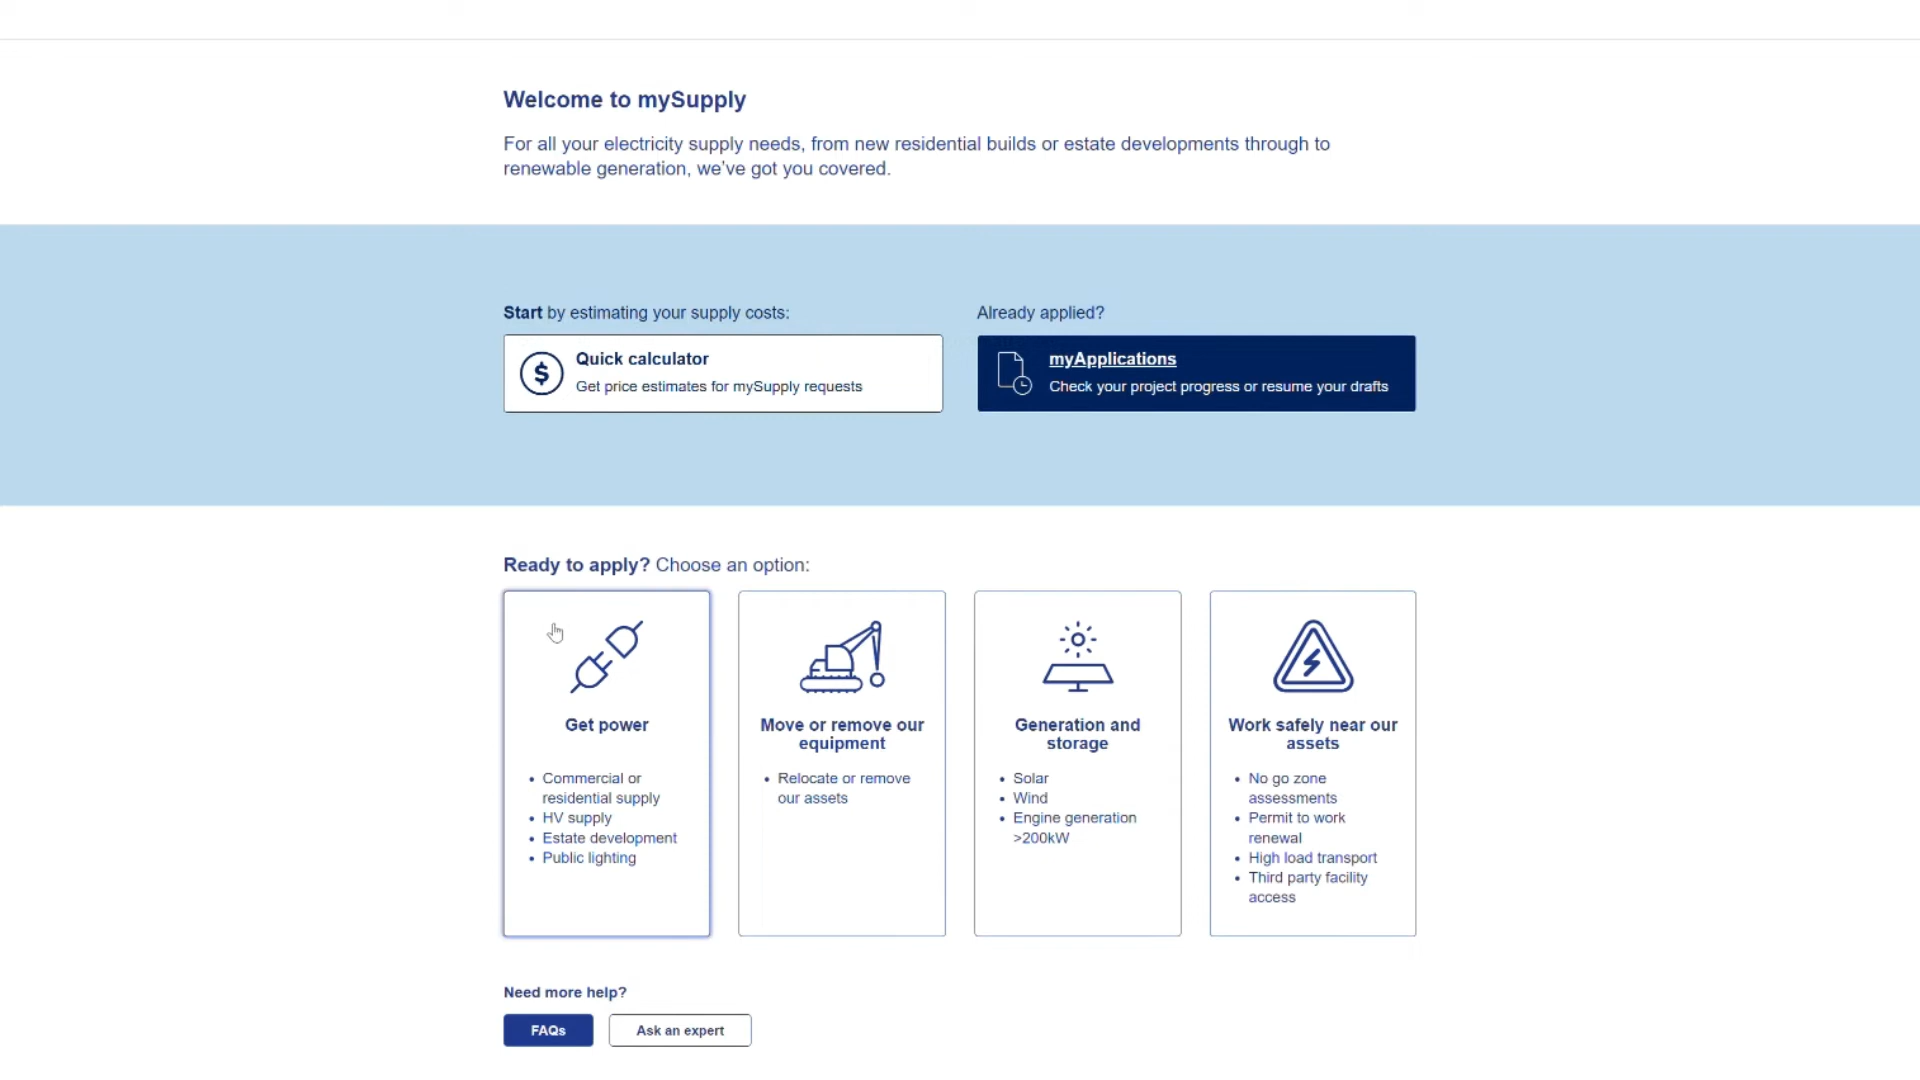 Welcome to mySupply
For all your electricity supply needs, from new residential builds or estate developments through to
renewable generation, we've got you covered.
Start by estimating your supply costs:
Quick calculator
Get price estimates for mySupply requests
Already applied?
myApplications
Check your project progress or resume your drafts
Ready to apply? Choose an option:
Get power
• Commercial or
residential supply
• HV supply
• Estate development
• Public lighting
Move or remove our
equipment
• Relocate or remove
our assets
Generation and
storage
• Solar
• Wind
• Engine generation
>200kW
Work safely near our
assets
• No go zone
assessments
• Permit to work
renewal
• High load transport
• Third party facility
access
Need more help?
FAQs
Ask an expert